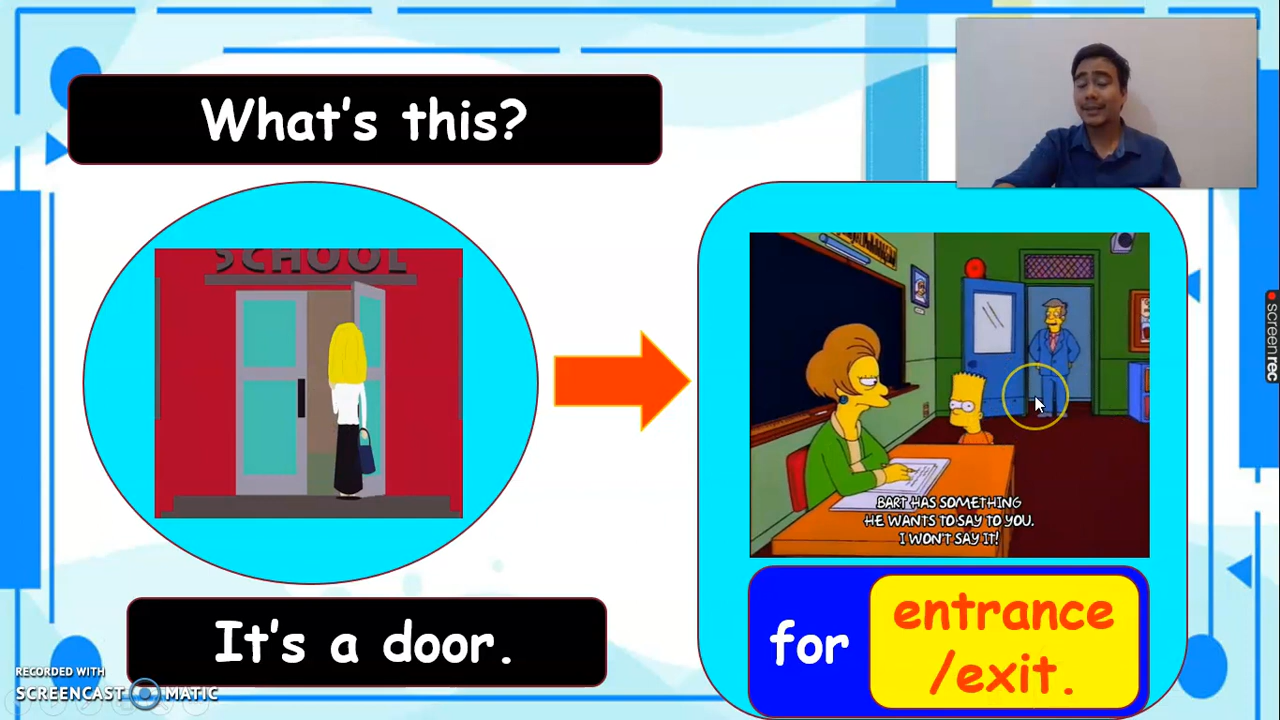 What's this?
SCHOOL
BART HAS SOMETHING
HE WANTS TO SAY TO YOU.
I WON'T SAY IT!
It's a door.
for
entrance
/exit.
RECORDED WITH
SCREENCAST MATIC
screenrec